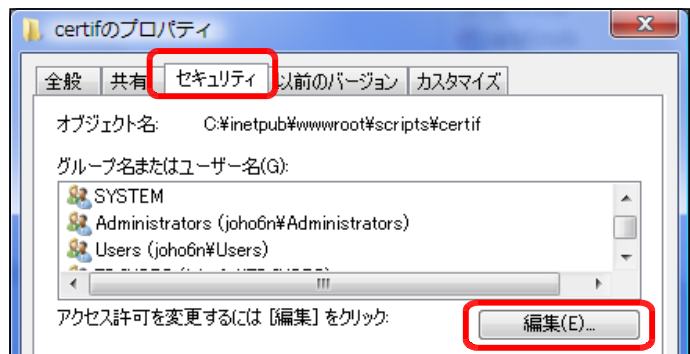 certifのプロパティ
全般 共有 セキュリティ 以前のバージョン カスタマイズ
オブジェクト名: C:¥inetpub¥wwwroot¥scripts¥certif
グループ名またはユーザー名(G):
SYSTEM
Administrators (joho6n¥Administrators)
Users (joho6n¥Users)
アクセス許可を変更するには [編集] をクリック: 編集(E)...